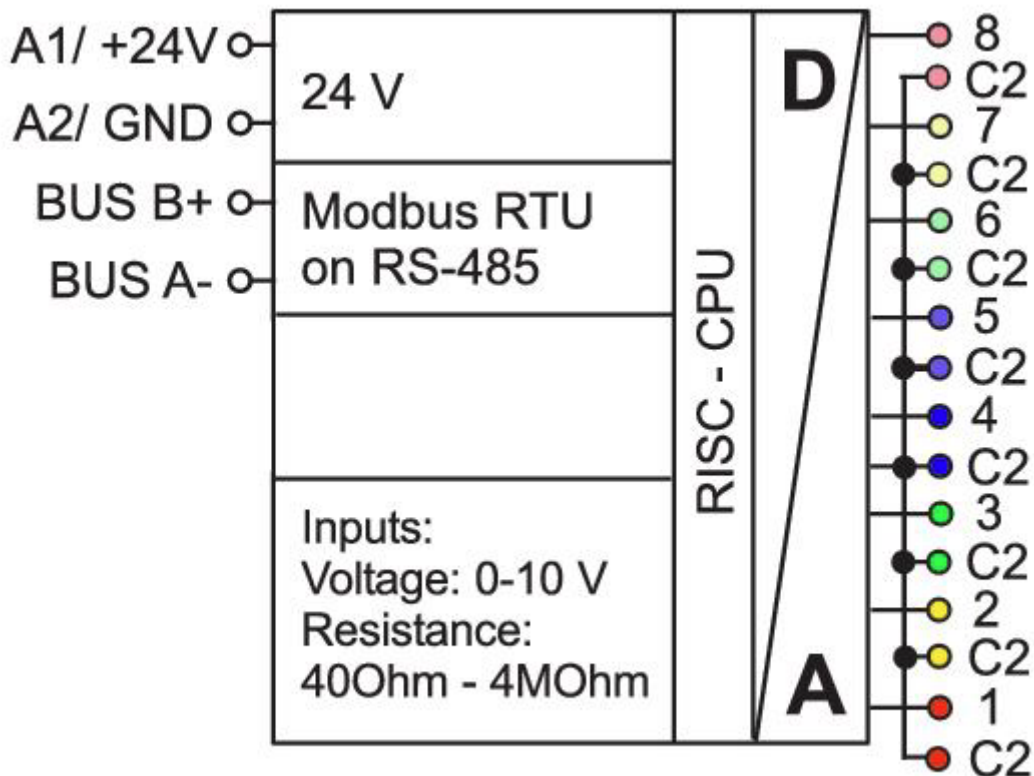 A1/ +24V
A2/ GND
BUS B+
BUS A-
24 V
Modbus RTU
on RS-485
Inputs:
Voltage: 0-10 V
Resistance:
40Ohm - 4MOhm
RISC - CPU
D
A
8
C2
7
C2
6
C2
5
C2
4
C2
3
C2
2
C2
1
C2